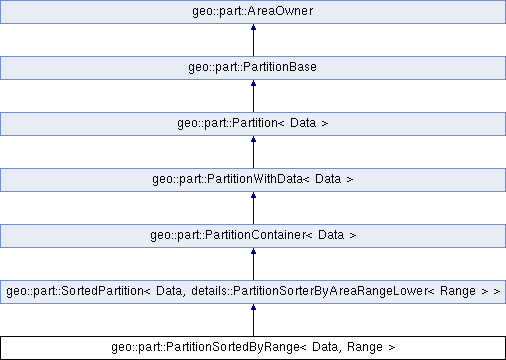 geo::part::AreaOwner
geo::part::PartitionBase
geo::part::Partition< Data >
geo::part::PartitionWithData< Data >
geo::part::PartitionContainer< Data >
geo::part::SortedPartition< Data, details::PartitionSorterByAreaRangeLower< Range > >
geo::part::PartitionSortedByRange< Data, Range >